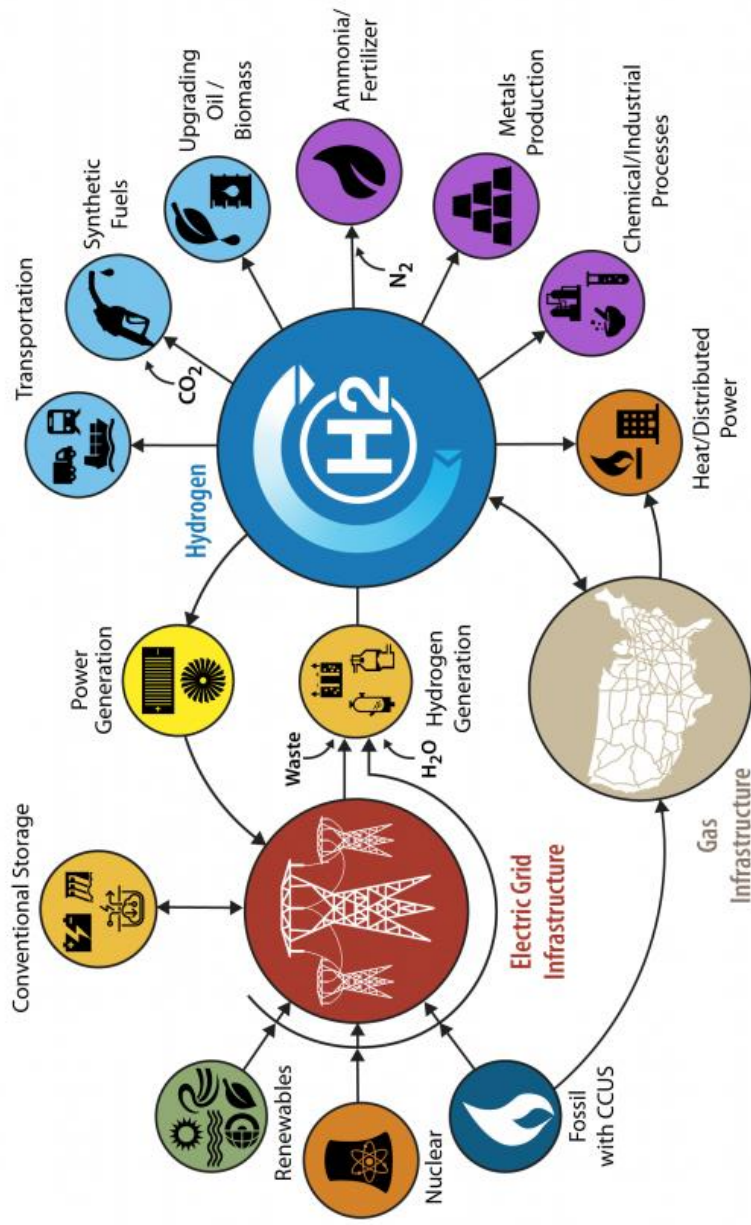 Conventional Storage
Power
Generation
Hydrogen
Transportation
Synthetic
Fuels
Upgrading
Oil /
Biomass
Ammonia/
Fertilizer
Metals
Production
Chemical/Industrial
Processes
Heat/Distributed
Power
CO₂
N₂
H2
Renewables
Nuclear
Fossil
with CCUS
Electric Grid
Infrastructure
Waste
H₂O
Hydrogen
Generation
Gas
Infrastructure